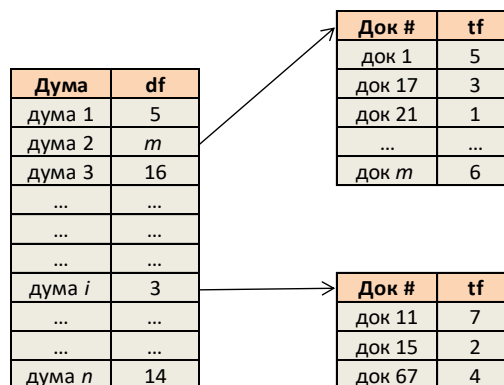 Дума df
дума 1 5
дума 2 m
дума 3 16
... ...
... ...
... ...
дума i 3
... ...
... ...
дума n 14
Док # tf
док 1 5
док 17 3
док 21 1
... ...
док m 6
Док # tf
док 11 7
док 15 2
док 67 4